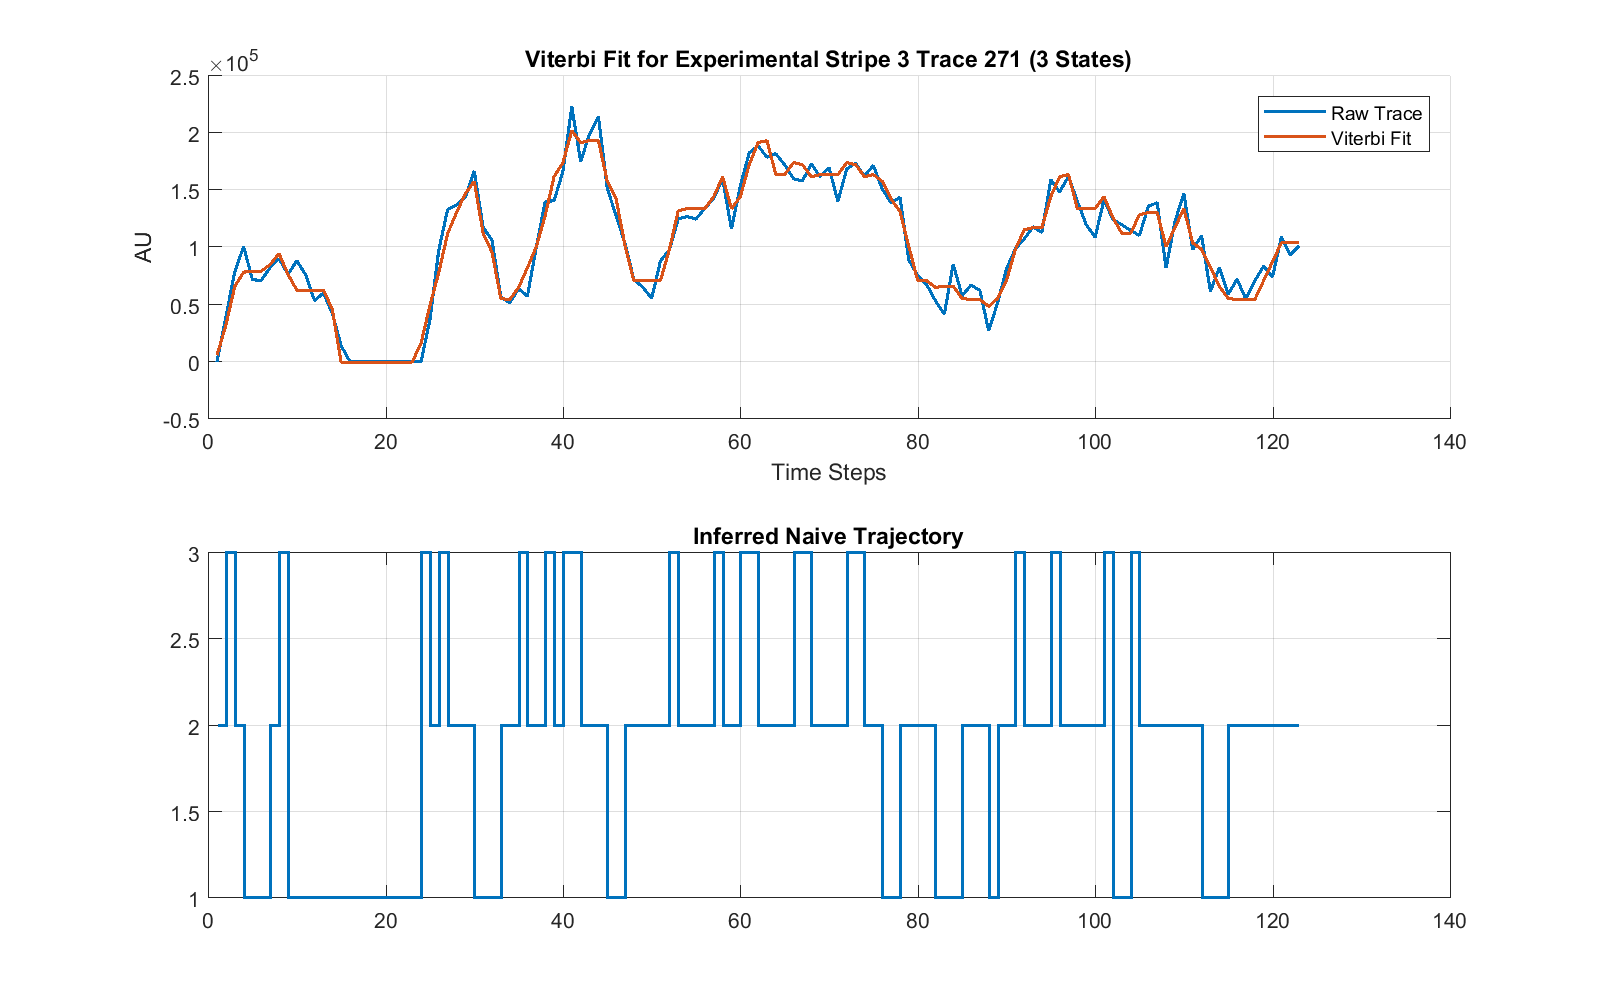 Viterbi Fit for Experimental Stripe 3 Trace 271 (3 States)
×10^5
2.5
2
1.5
1
0.5
0
-0.5
AU
Raw Trace
Viterbi Fit
0 20 40 60 80 100 120 140
Time Steps
Inferred Naive Trajectory
3
2.5
2
1.5
1
0 20 40 60 80 100 120 140